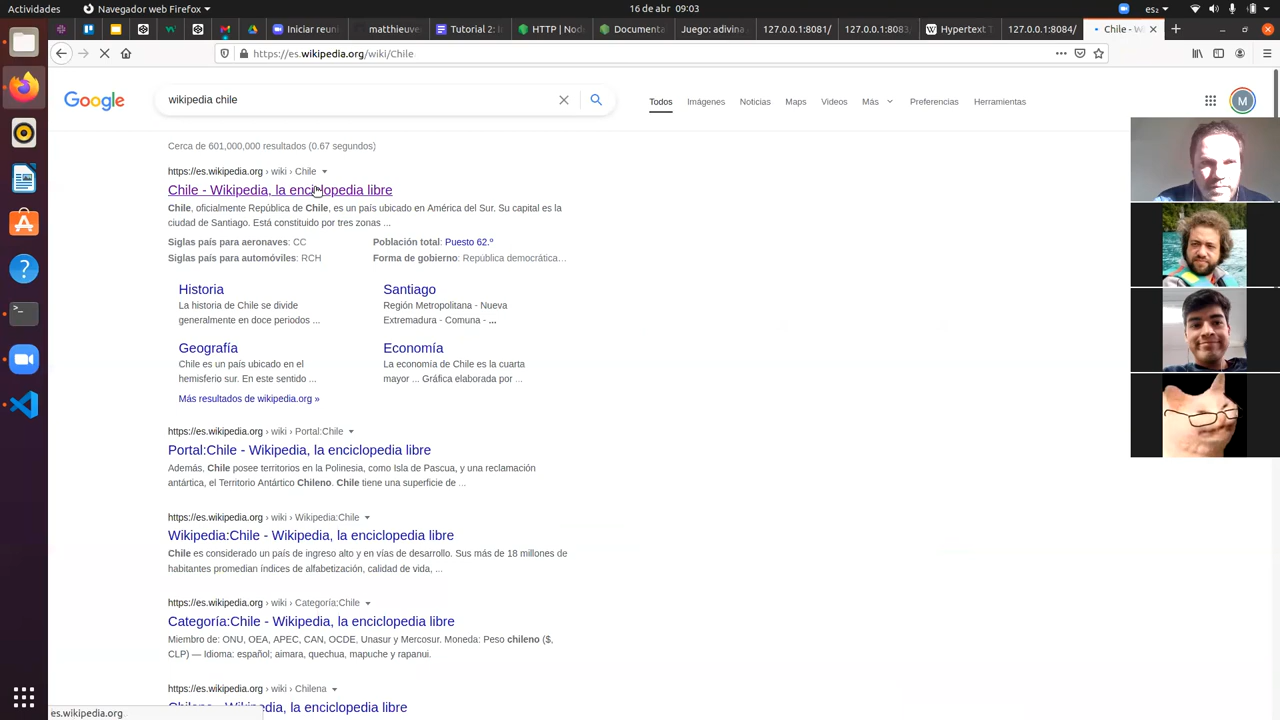 Actividades
Navegador web Firefox
16 de abr 09:03
Iniciar reuni
matthieuvé
Tutorial 2: l
HTTP | Node
Documenta
Juego: adivina
127.0.0.1:8081/
127.0.0.1:8083/
Hypertext T
127.0.0.1:8084/
Chile - Wi
https://es.wikipedia.org/wiki/Chile
Google
wikipedia chile
Todos
Imágenes
Noticias
Maps
Videos
Más
Preferencias
Herramientas
M
Cerca de 601,000,000 resultados (0.67 segundos)
https://es.wikipedia.org › wiki › Chile
Chile - Wikipedia, la enciclopedia libre
Chile, oficialmente República de Chile, es un país ubicado en América del Sur. Su capital es la
ciudad de Santiago. Está constituido por tres zonas ...
Siglas país para aeronaves: CC
Población total: Puesto 62.º
Siglas país para automóviles: RCH
Forma de gobierno: República democrática…
Historia
La historia de Chile se divide
generalmente en doce periodos ...
Santiago
Región Metropolitana - Nueva
Extremadura - Comuna - ...
Geografía
Chile es un país ubicado en el
hemisferio sur. En este sentido ...
Economía
La economía de Chile es la cuarta
mayor ... Gráfica elaborada por ...
Más resultados de wikipedia.org »
https://es.wikipedia.org › wiki › Portal:Chile
Portal:Chile - Wikipedia, la enciclopedia libre
Además. Chile posee territorios en la Polinesia, como Isla de Pascua, y una reclamación
antártica, el Territorio Antártico Chileno. Chile tiene una superficie de ...
https://es.wikipedia.org › wiki › Wikipedia:Chile
Wikipedia:Chile - Wikipedia, la enciclopedia libre
Chile es considerado un país de ingreso alto y en vías de desarrollo. Sus más de 18 millones de
habitantes promedian índices de alfabetización, calidad de vida, ...
https://es.wikipedia.org › wiki › Categoría:Chile
Categoría:Chile - Wikipedia, la enciclopedia libre
Miembro de: ONU, OEA, APEC, CAN, OCDE, Unasur y Mercosur. Moneda: Peso chileno ($,
CLP) — Idioma: español; aimara, quechua, mapuche y rapanui.
https://es.wikipedia.org › wiki › Chilena
Chilena - Wikipedia, la enciclopedia libre
es.wikipedia.org